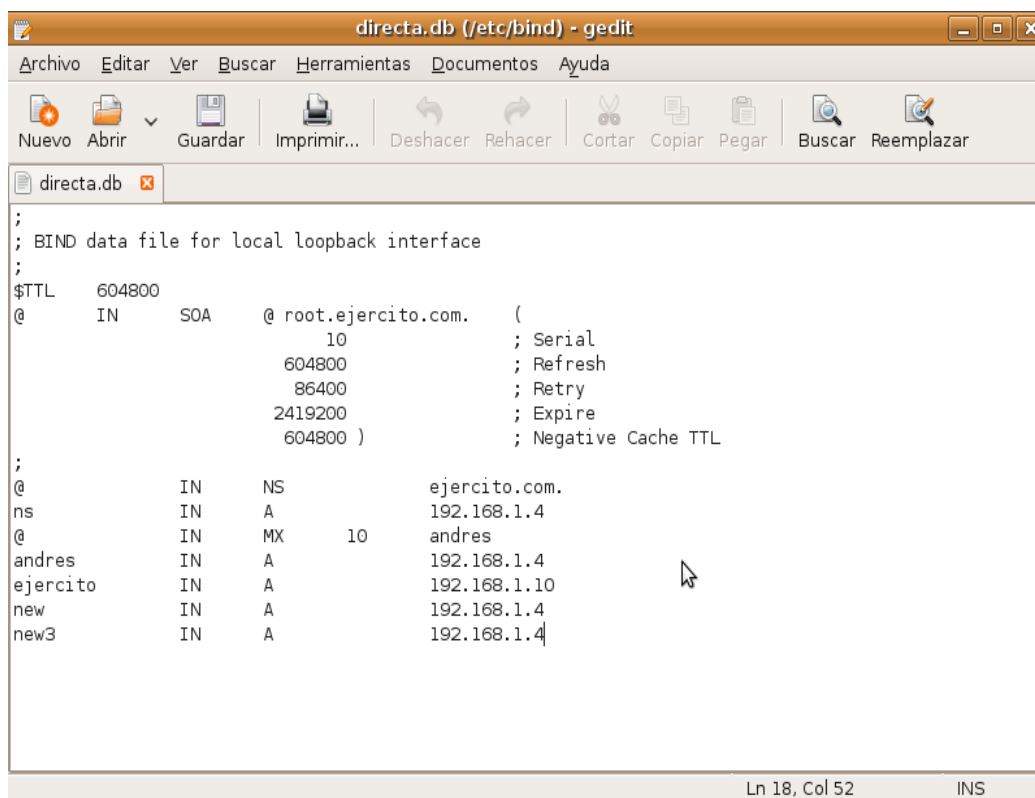 directa.db (/etc/bind) - gedit
Archivo Editar Ver Buscar Herramientas Documentos Ayuda
Nuevo Abrir Guardar Imprimir... Deshacer Rehacer Cortar Copiar Pegar Buscar Reemplazar
directa.db
;
; BIND data file for local loopback interface
;
$TTL 604800
@ IN SOA @ root.ejercito.com. (
10 ; Serial
604800 ; Refresh
86400 ; Retry
2419200 ; Expire
604800 ) ; Negative Cache TTL
;
@ IN NS ejercito.com.
ns IN A 192.168.1.4
@ IN MX 10 andres
andres IN A 192.168.1.4
ejercito IN A 192.168.1.10
new IN A 192.168.1.4
new3 IN A 192.168.1.4
Ln 18, Col 52 INS